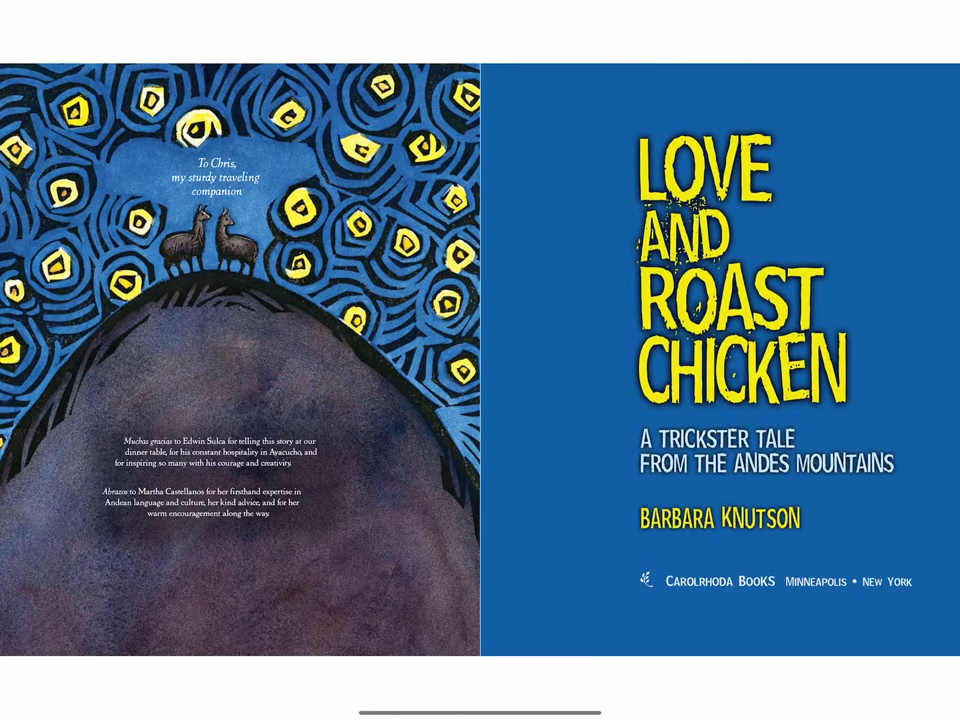 To Chris,
my sturdy traveling
companion
Muchas gracias to Edwin Sulca for telling this story at our
dinner table, for his constant hospitality in Ayacucho, and
for inspiring so many with his courage and creativity.
Abrazos to Martha Castellanos for her firsthand expertise in
Andean language and culture, her kind advice, and for her
warm encouragement along the way.
LOVE
AND
ROAST
CHICKEN
A TRICKSTER TALE
FROM THE ANDES MOUNTAINS
BARBARA KNUTSON
CAROLRHODA BOOKS MINNEAPOLIS • NEW YORK